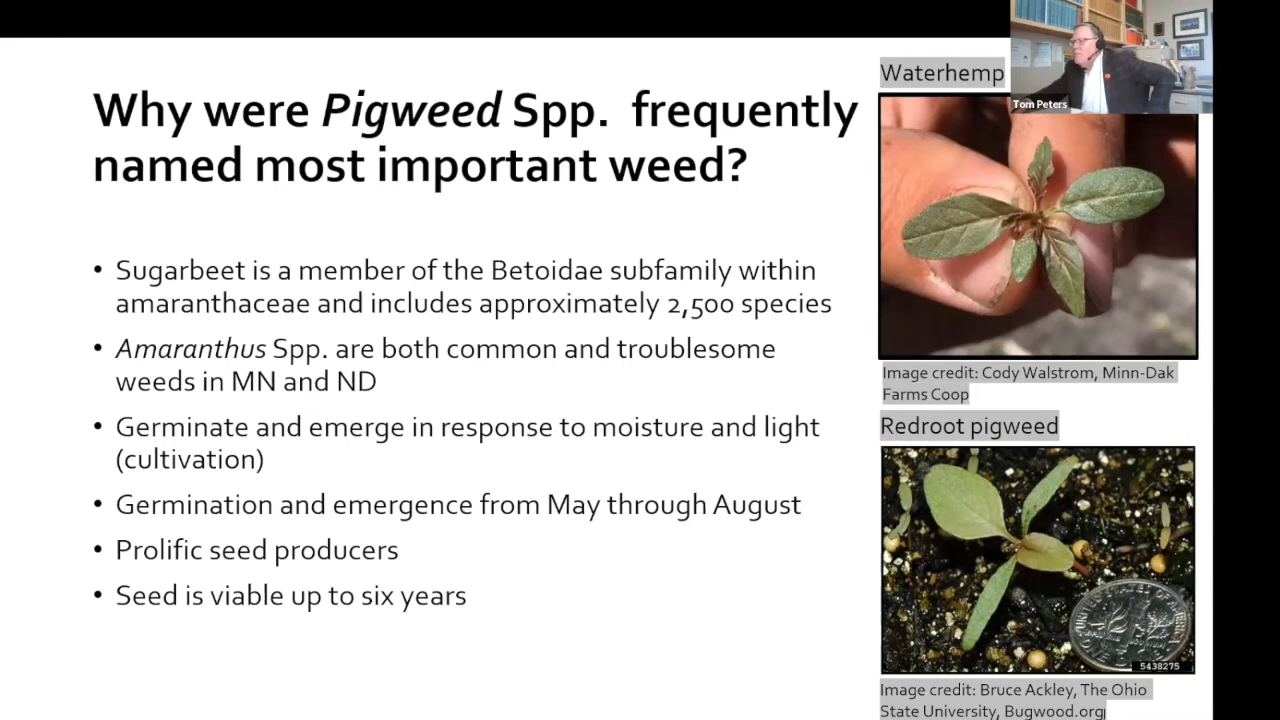 Why were Pigweed Spp. frequently
named most important weed?
• Sugarbeet is a member of the Betoidae subfamily within
amaranthaceae and includes approximately 2,500 species
• Amaranthus Spp. are both common and troublesome
weeds in MN and ND
• Germinate and emerge in response to moisture and light
(cultivation)
• Germination and emergence from May through August
• Prolific seed producers
• Seed is viable up to six years
Waterhemp
Tom Peters
Image credit: Cody Walstrom, Minn-Dak
Farms Coop
Redroot pigweed
5438275
Image credit: Bruce Ackley, The Ohio
State University, Bugwood.org